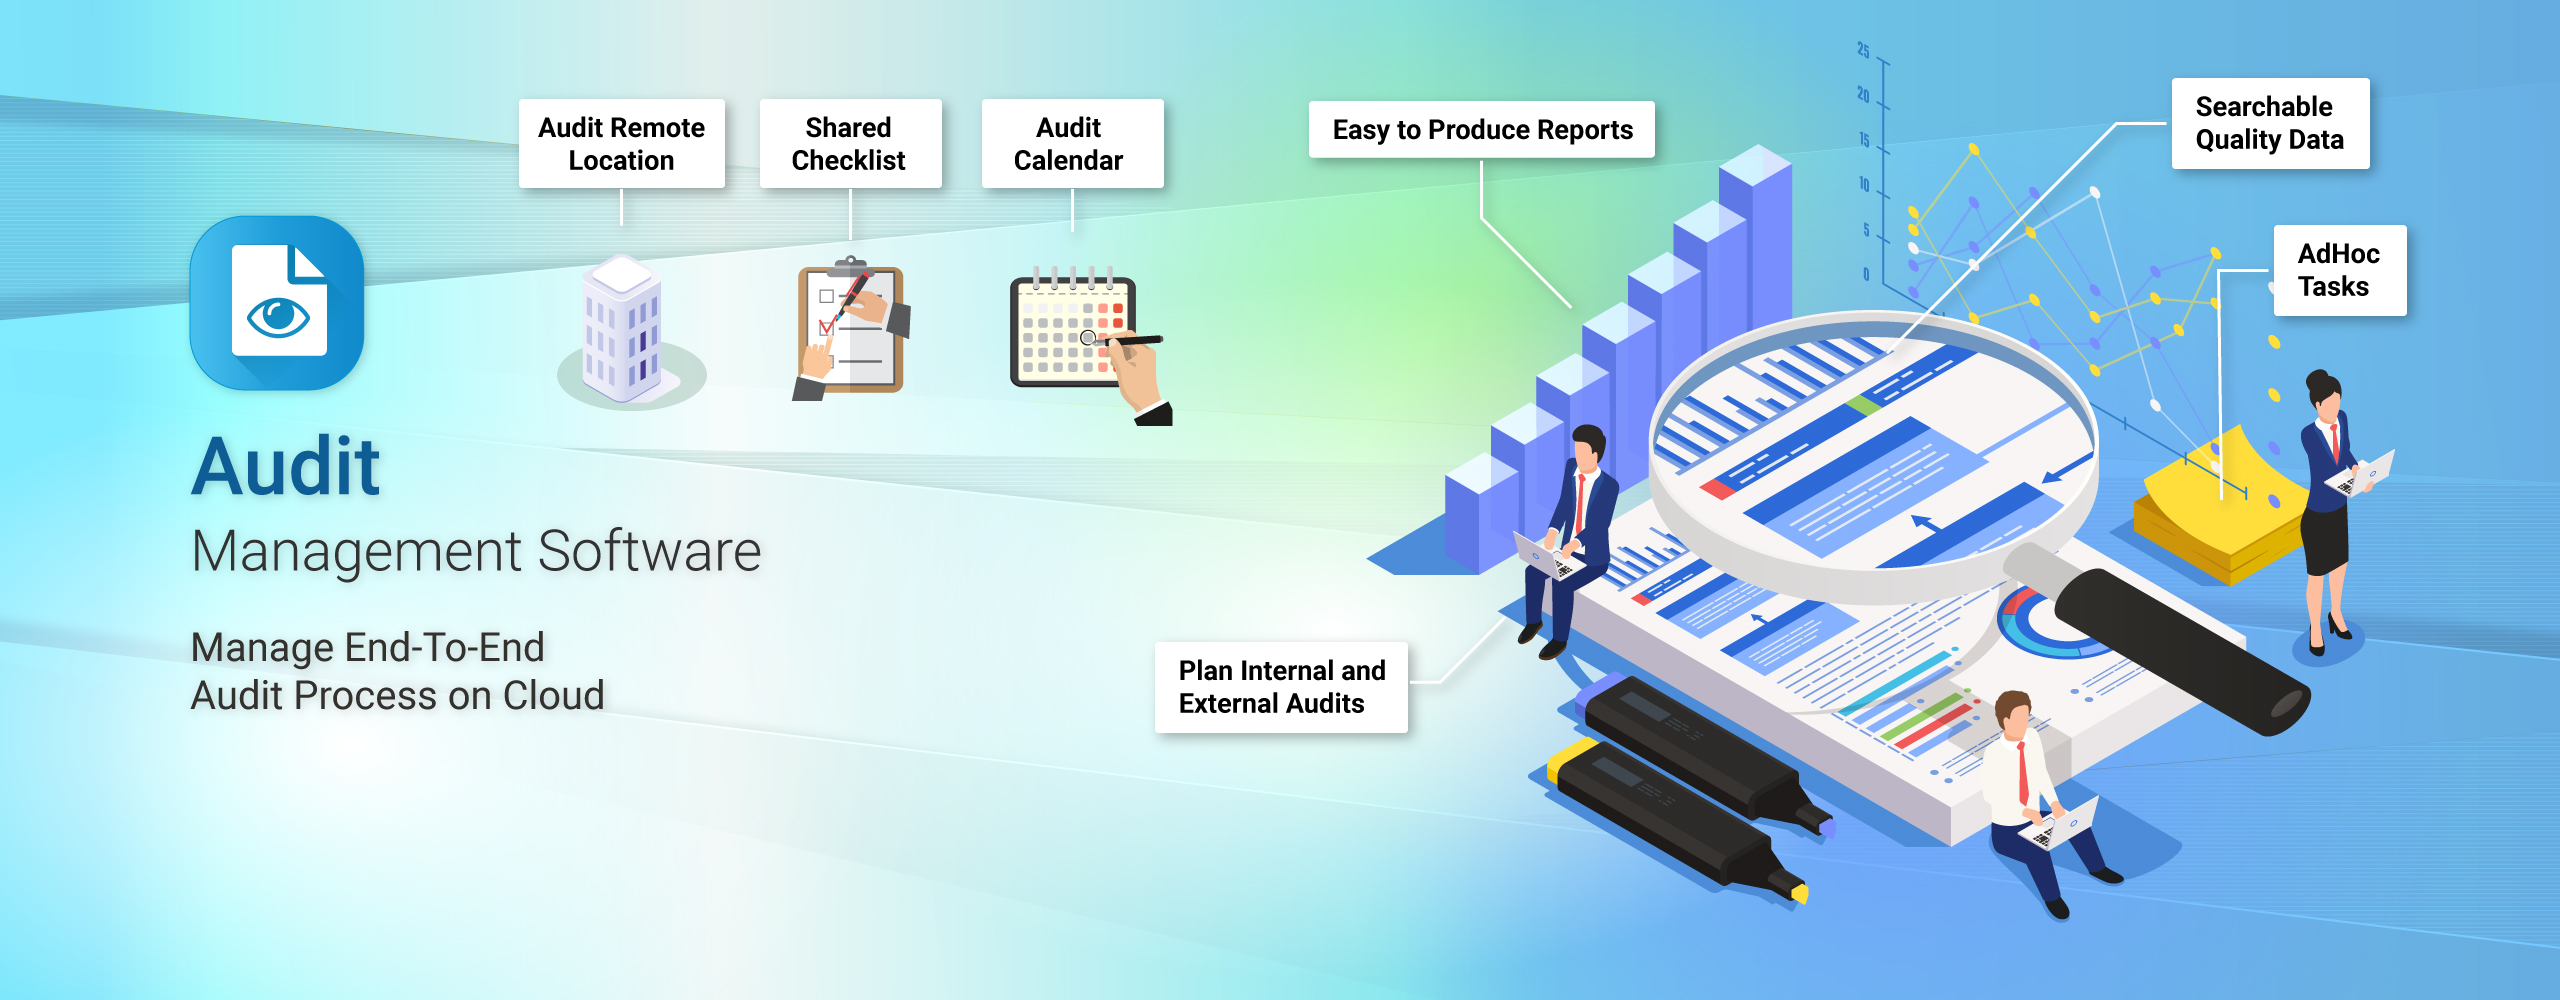 Audit Remote
Location
Shared
Checklist
Audit
Calendar
Easy to Produce Reports
Searchable
Quality Data
AdHoc
Tasks
25
20
15
10
5
0
Audit
Management Software
Manage End-To-End
Audit Process on Cloud
Plan Internal and
External Audits